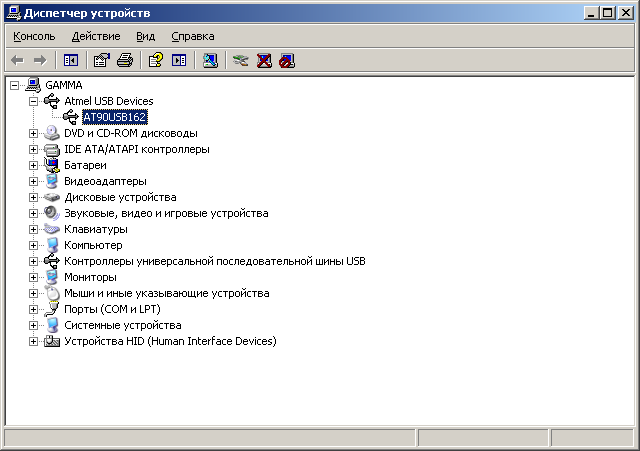 Диспетчер устройств
Консоль Действие Вид Справка
GAMMA
Atmel USB Devices
AT90USB162
DVD и CD-ROM дисководы
IDE ATA/ATAPI контроллеры
Батареи
Видеоадаптеры
Дисковые устройства
Звуковые, видео и игровые устройства
Клавиатуры
Компьютер
Контроллеры универсальной последовательной шины USB
Мониторы
Мыши и иные указывающие устройства
Порты (COM и LPT)
Системные устройства
Устройства HID (Human Interface Devices)